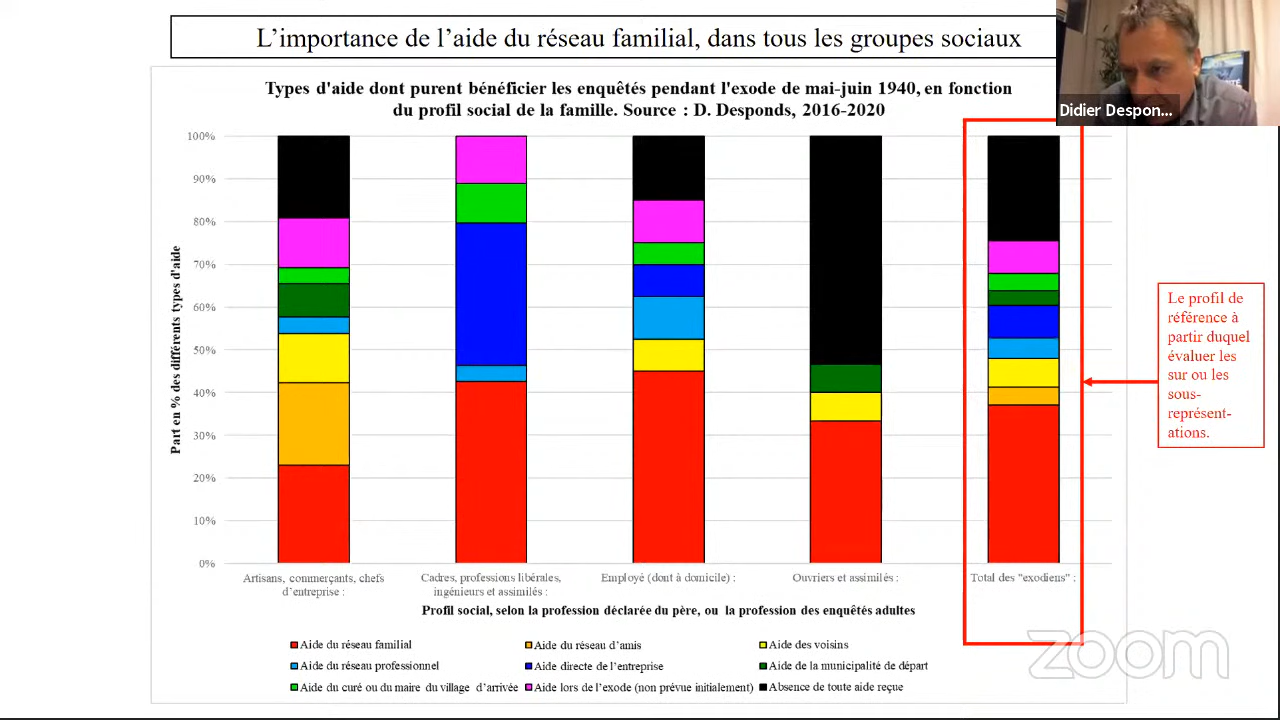 L'importance de l'aide du réseau familial, dans tous les groupes sociaux
Didier Despon...
Types d'aide dont purent bénéficier les enquêtés pendant l'exode de mai-juin 1940, en fonction
du profil social de la famille. Source : D. Desponds, 2016-2020
Part en % des différents types d'aide
100%
90%
80%
70%
60%
50%
40%
30%
20%
10%
0%
Artisans, commerçants, chefs
d'entreprise :
Cadres, professions libérales,
ingénieurs et assimilés :
Employé (dont à domicile) :
Ouvriers et assimilés :
Total des "exodiens" :
Profil social, selon la profession déclarée du père, ou la profession des enquêtés adultes
Aide du réseau familial
Aide du réseau d'amis
Aide des voisins
Aide du réseau professionnel
Aide directe de l'entreprise
Aide de la municipalité de départ
Aide du curé ou du maire du village d'arrivée
Aide lors de l'exode (non prévue initialement)
Absence de toute aide reçue
Le profil de
référence à
partir duquel
évaluer les
sur ou les
sous-
représent-
ations.
zoom